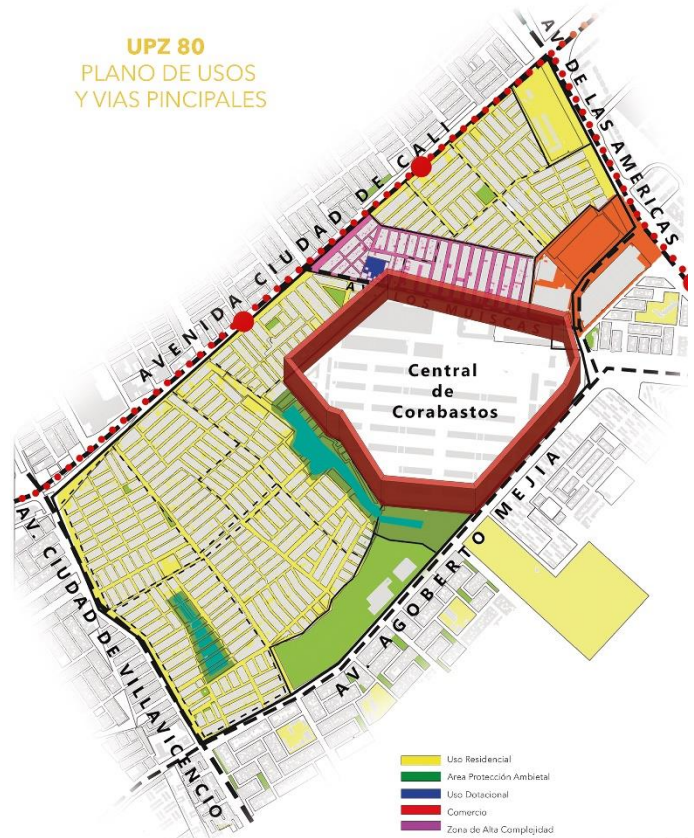 UPZ 80
PLANO DE USOS
Y VIAS PINCIPALES
AV. DE LAS AMERICAS
AVENIDA CIUDAD DE CALI
Central
de
Corabastos
AV. CIUDAD DE VILLAVICENCIO
AV. AGOBERTO MEJIA
Uso Residencial
Area Protección Ambietal
Uso Dotacional
Comercio
Zona de Alta Complejidad